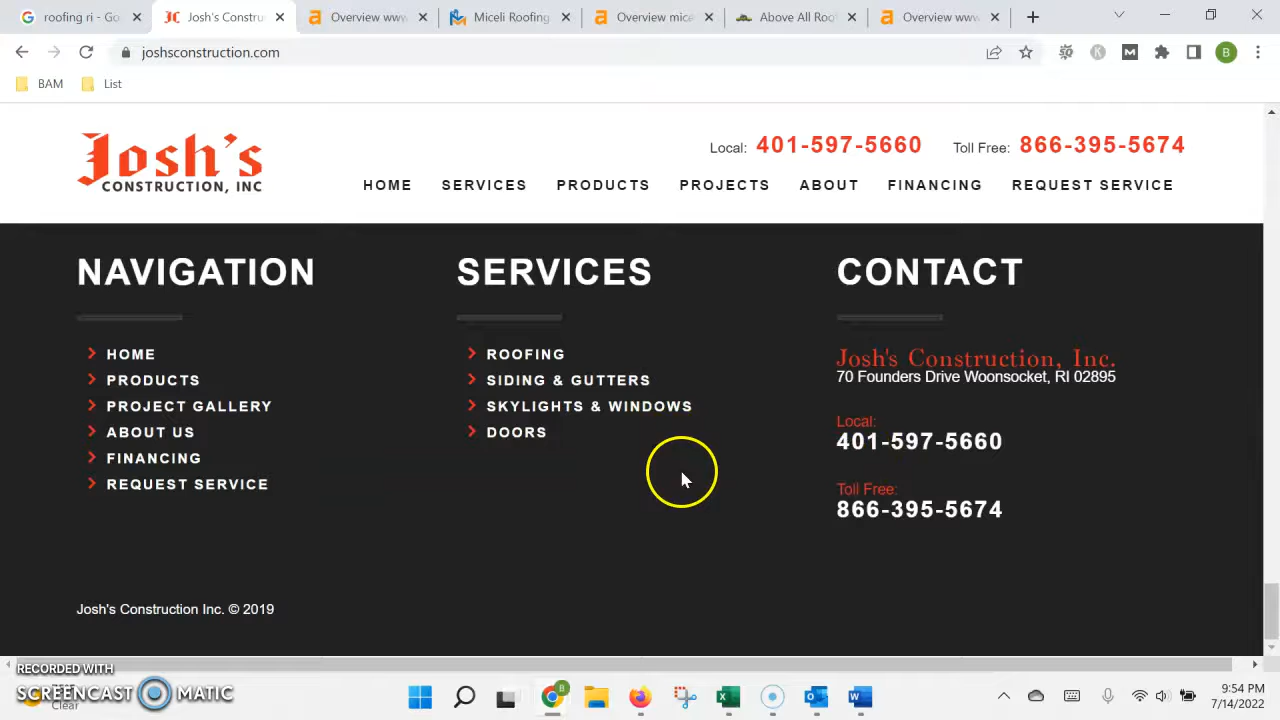 roofing ri - Go
Josh's Constru
Overview www
Miceli Roofing
Overview mice
Above All Roo
Overview www
joshsconstruction.com
BAM
List
Josh's
CONSTRUCTION, INC
Local: 401-597-5660 Toll Free: 866-395-5674
HOME SERVICES PRODUCTS PROJECTS ABOUT FINANCING REQUEST SERVICE
NAVIGATION
HOME
PRODUCTS
PROJECT GALLERY
ABOUT US
FINANCING
REQUEST SERVICE
SERVICES
ROOFING
SIDING & GUTTERS
SKYLIGHTS & WINDOWS
DOORS
CONTACT
Josh's Construction, Inc.
70 Founders Drive Woonsocket, RI 02895
Local:
401-597-5660
Toll Free:
866-395-5674
Josh's Construction Inc. © 2019
RECORDED WITH
SCREENCAST MATIC
Clear
9:54 PM
7/14/2022